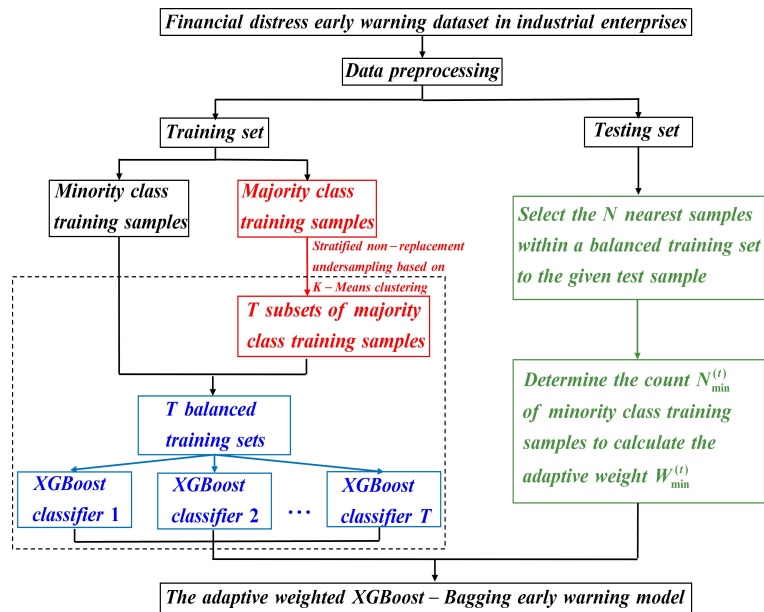 Financial distress early warning dataset in industrial enterprises
Data preprocessing
Training set
Testing set
Minority class
training samples
Majority class
training samples
Stratified non − replacement
undersampling based on
K − Means clustering
T subsets of majority
class training samples
T balanced
training sets
XGBoost
classifier 1
XGBoost
classifier 2
...
XGBoost
classifier T
Select the N nearest samples
within a balanced training set
to the given test sample
Determine the count N_min^(t)
of minority class training
samples to calculate the
adaptive weight W_min^(t)
The adaptive weighted XGBoost − Bagging early warning model